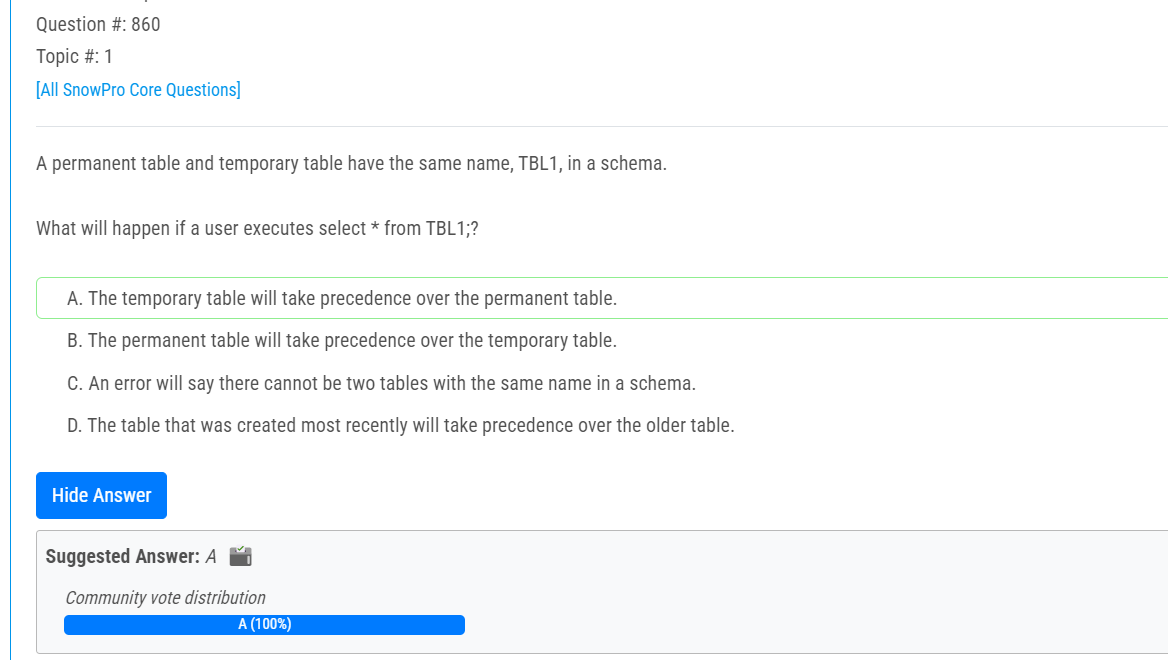 Question #: 860
Topic #: 1
[All SnowPro Core Questions]
A permanent table and temporary table have the same name, TBL1, in a schema.
What will happen if a user executes select * from TBL1;?
A. The temporary table will take precedence over the permanent table.
B. The permanent table will take precedence over the temporary table.
C. An error will say there cannot be two tables with the same name in a schema.
D. The table that was created most recently will take precedence over the older table.
Hide Answer
Suggested Answer: A
Community vote distribution
A (100%)